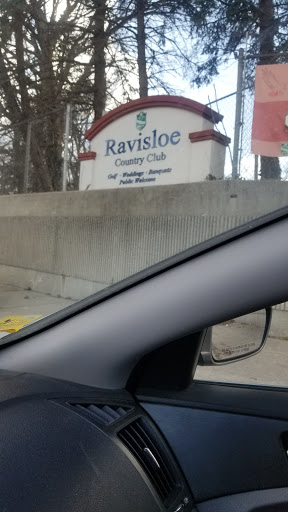 Ravisloe
Country Club
Golf · Weddings · Banquets
Public Welcome